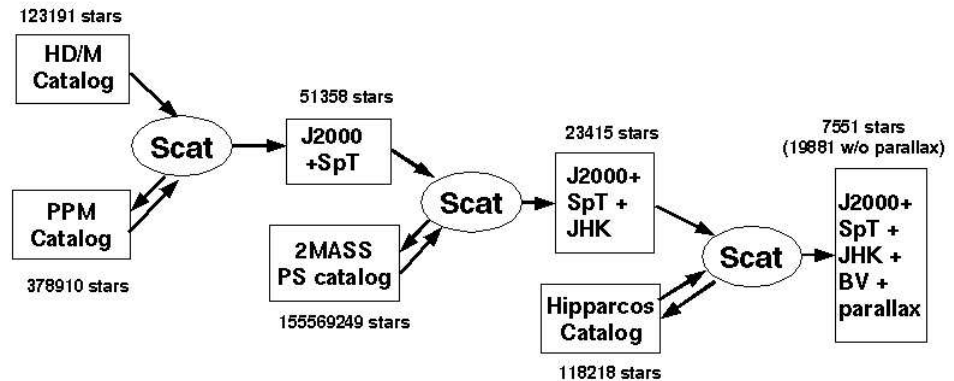 123191 stars
HD/M
Catalog
Scat
PPM
Catalog
378910 stars
51358 stars
J2000
+SpT
Scat
2MASS
PS catalog
155569249 stars
23415 stars
J2000+
SpT +
JHK
Scat
Hipparcos
Catalog
118218 stars
7551 stars
(19881 w/o parallax)
J2000+
SpT +
JHK +
BV +
parallax